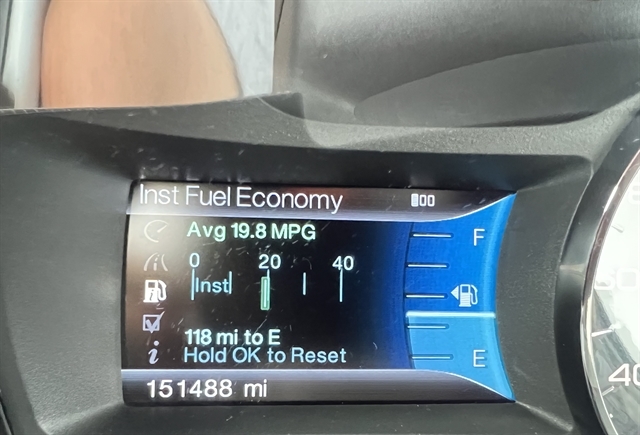 Inst Fuel Economy
Avg 19.8 MPG
F
0 20 40
Inst
118 mi to E
Hold OK to Reset
E
151488 mi
40